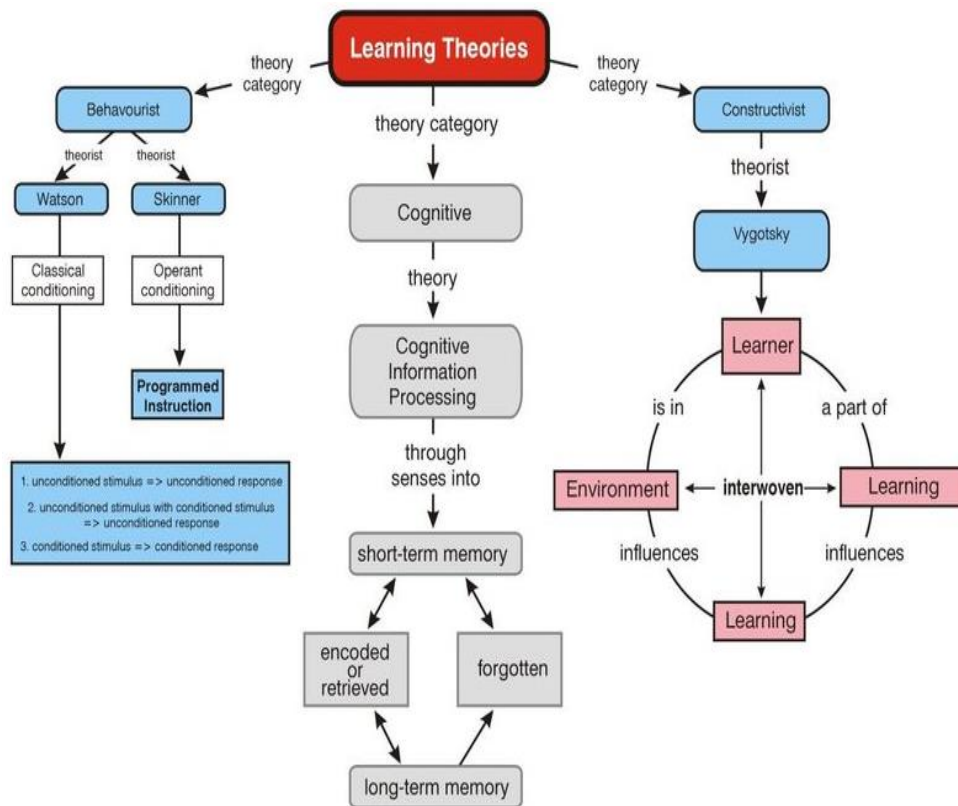 Learning Theories
theory
category
theory category
theory
category
Behavourist
theorist
theorist
Watson
Skinner
Classical
conditioning
Operant
conditioning
Programmed
Instruction
1. unconditioned stimulus => unconditioned response
2. unconditioned stimulus with conditioned stimulus
=> unconditioned response
3. conditioned stimulus => conditioned response
Cognitive
theory
Cognitive
Information
Processing
through
senses into
short-term memory
encoded
or
retrieved
forgotten
long-term memory
Constructivist
theorist
Vygotsky
Learner
is in
a part of
Environment
interwoven
Learning
influences
influences
Learning